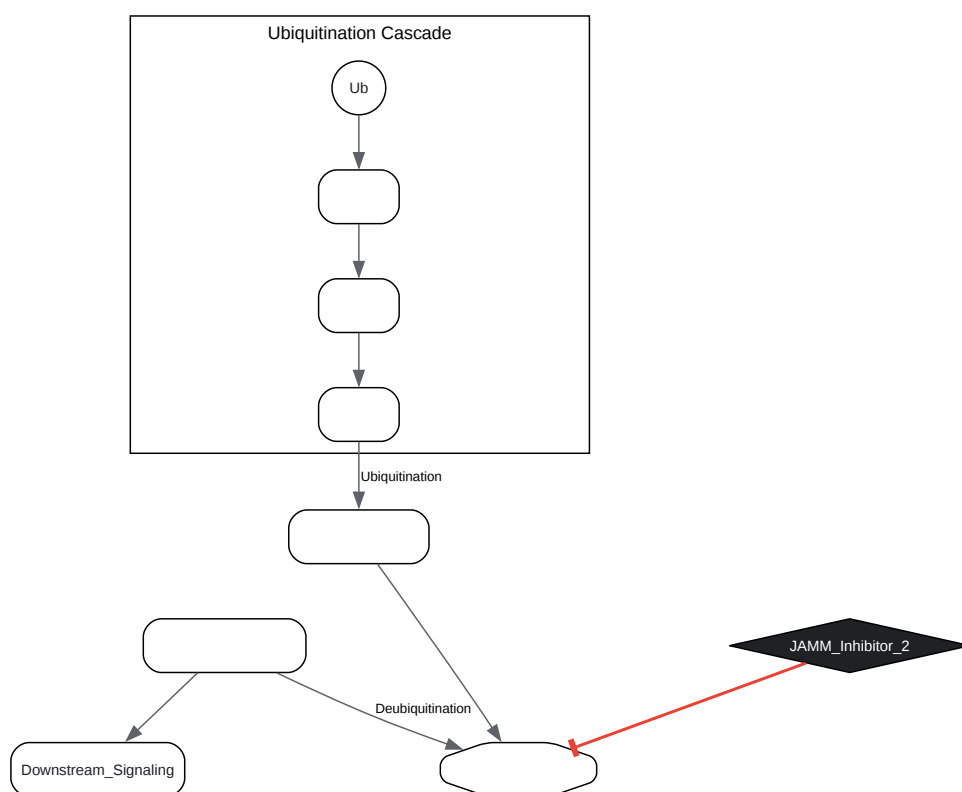 Ubiquitination Cascade
Ub
Ubiquitination
JAMM_Inhibitor_2
Deubiquitination
Downstream_Signaling